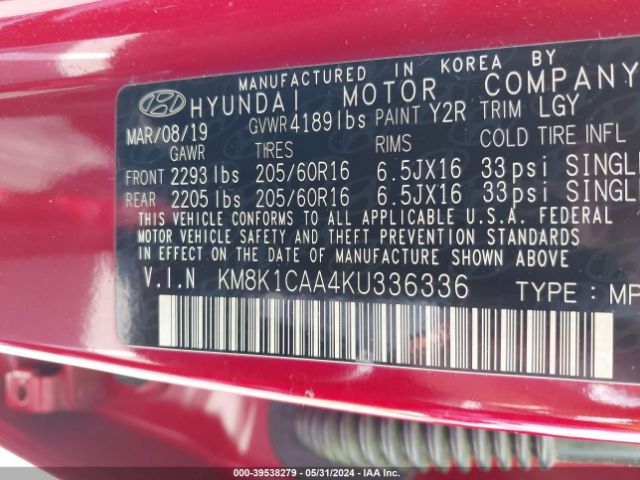 MANUFACTURED IN KOREA BY
HYUNDAI MOTOR COMPANY
MAR/08/19 GVWR 4189 lbs PAINT Y2R TRIM LGY
GAWR TIRES RIMS COLD TIRE INFL
FRONT 2293 lbs 205/60R16 6.5JX16 33psi SINGL
REAR 2205 lbs 205/60R16 6.5JX16 33psi SINGL
THIS VEHICLE CONFORMS TO ALL APPLICABLE U.S.A. FEDERAL
MOTOR VEHICLE SAFETY, BUMPER, AND THEFT PREVENTION STANDARDS
IN EFFECT ON THE DATE OF MANUFACTURE SHOWN ABOVE
V.I.N KM8K1CAA4KU336336 TYPE : MP
000-39538279 - 05/31/2024 - IAA Inc.